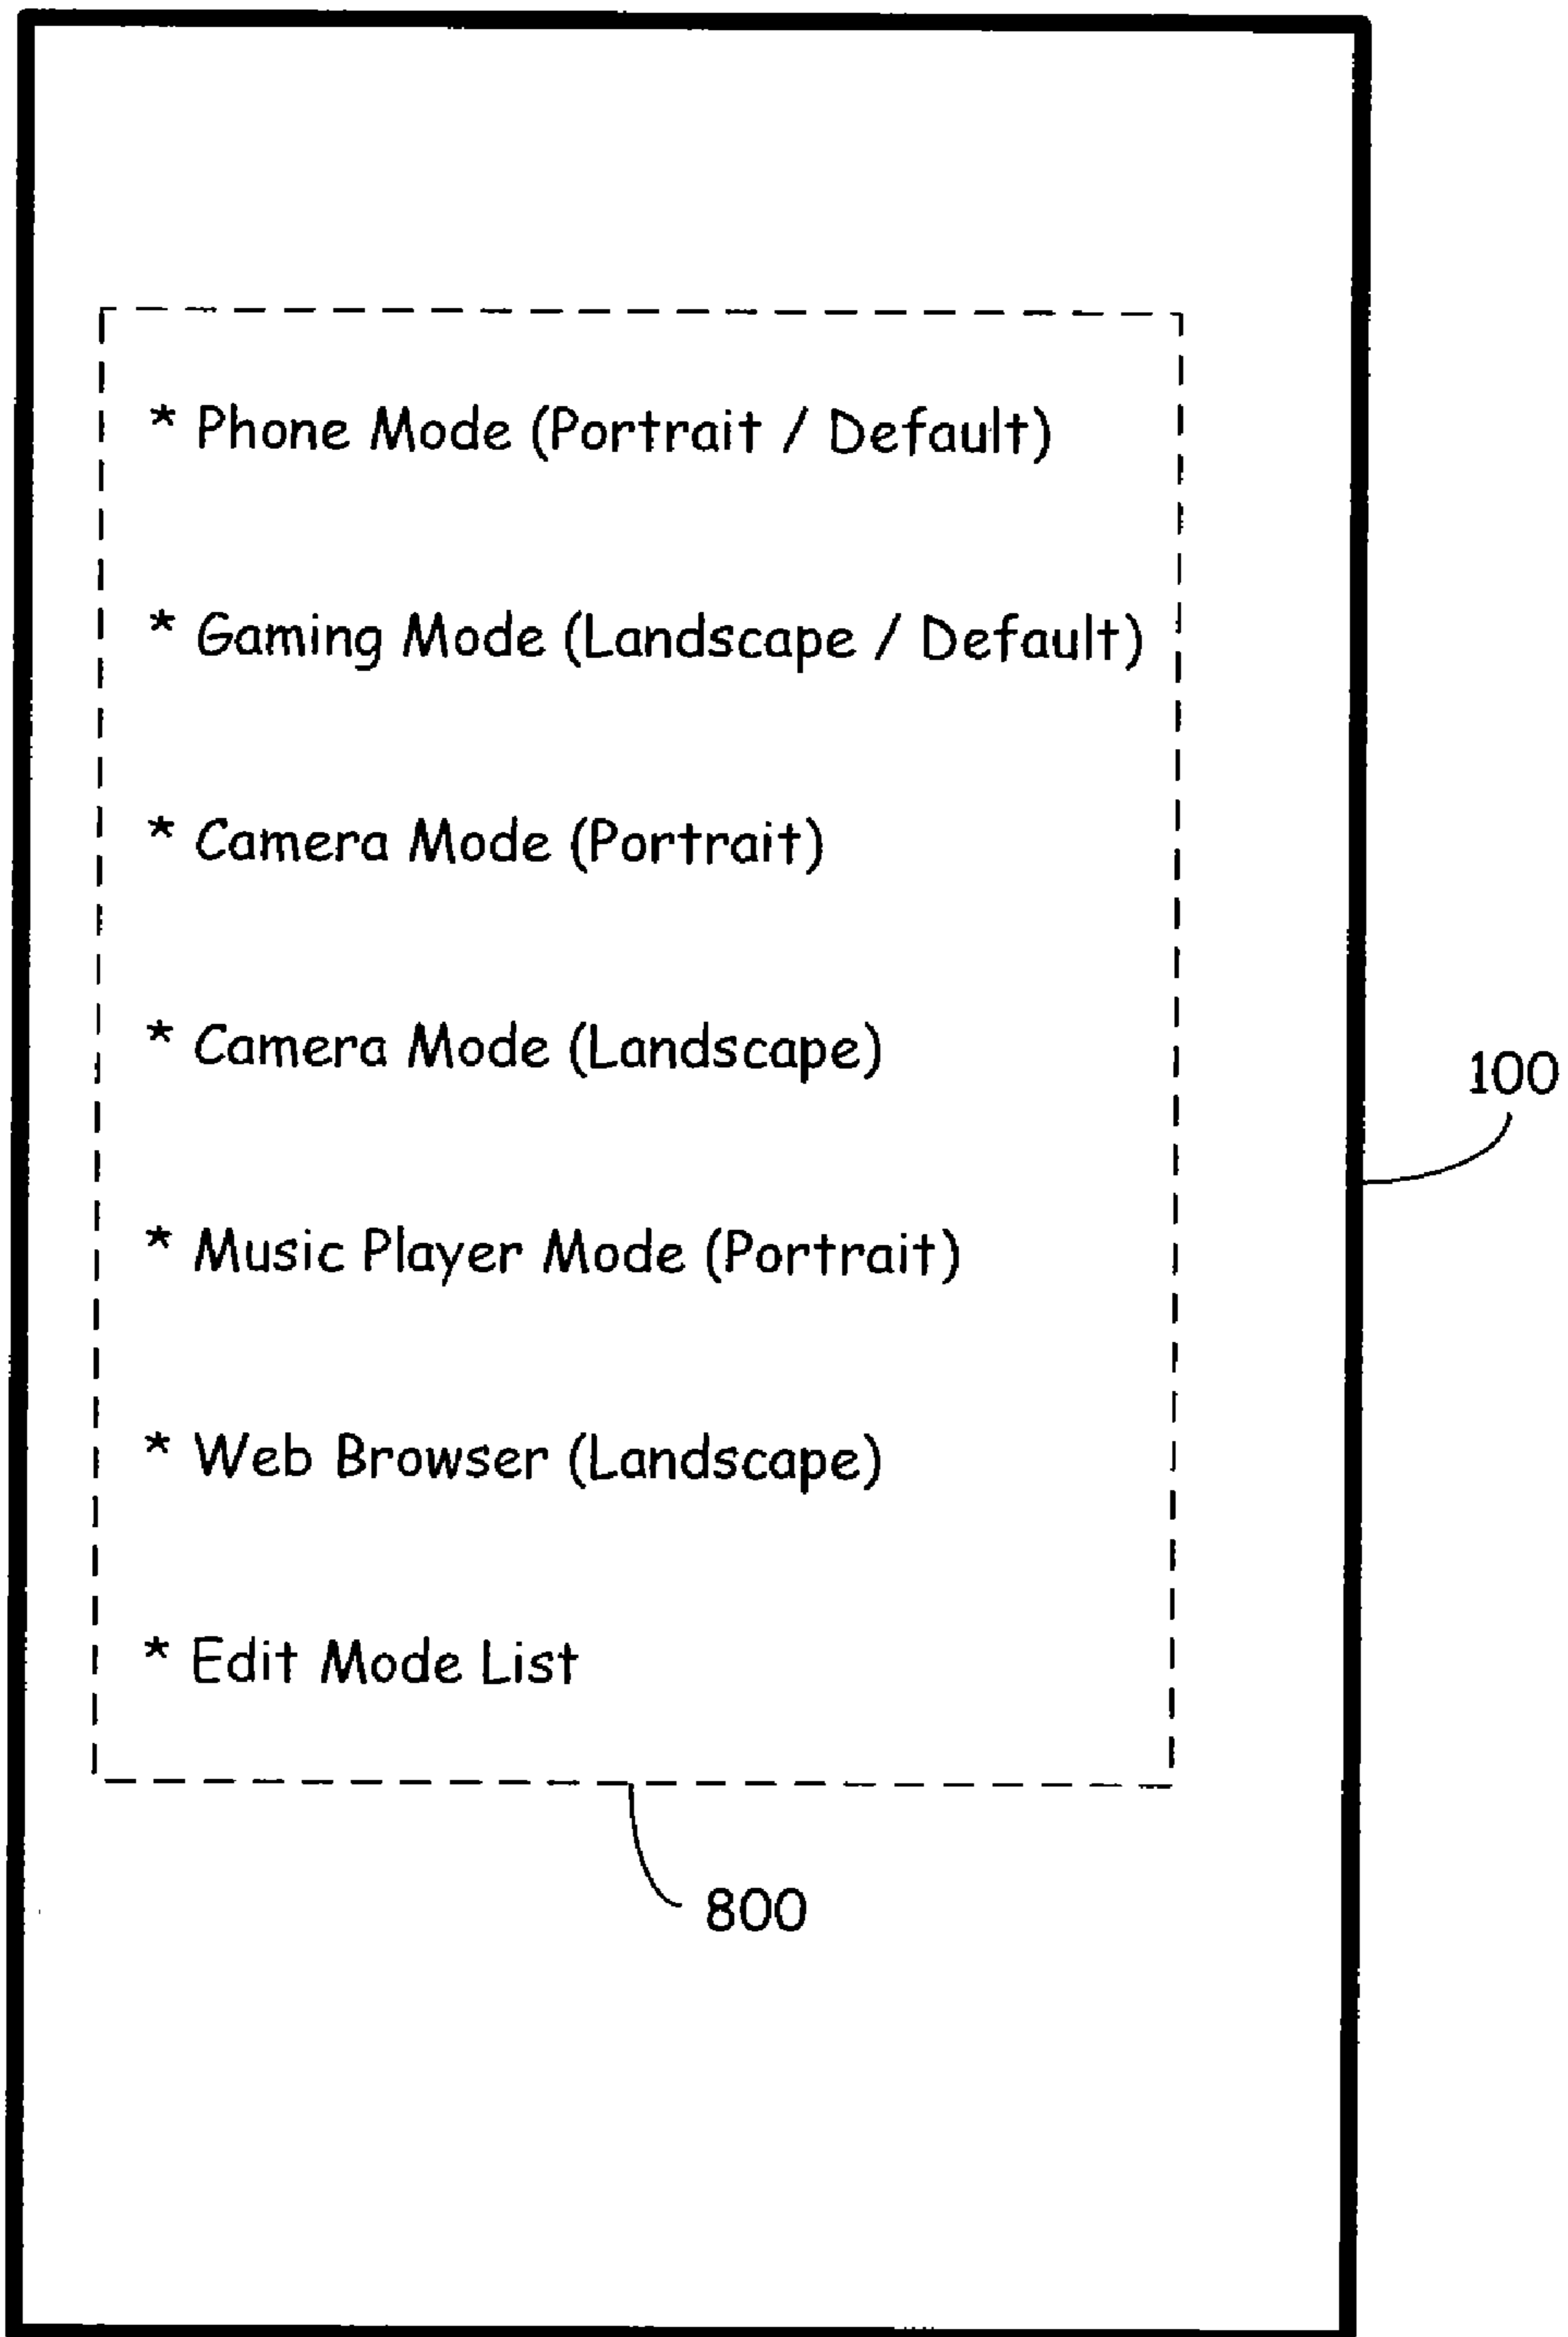 * Phone Mode (Portrait / Default)
* Gaming Mode (Landscape / Default)
* Camera Mode (Portrait)
* Camera Mode (Landscape)
100
* Music Player Mode (Portrait)
* Web Browser (Landscape)
* Edit Mode List
800